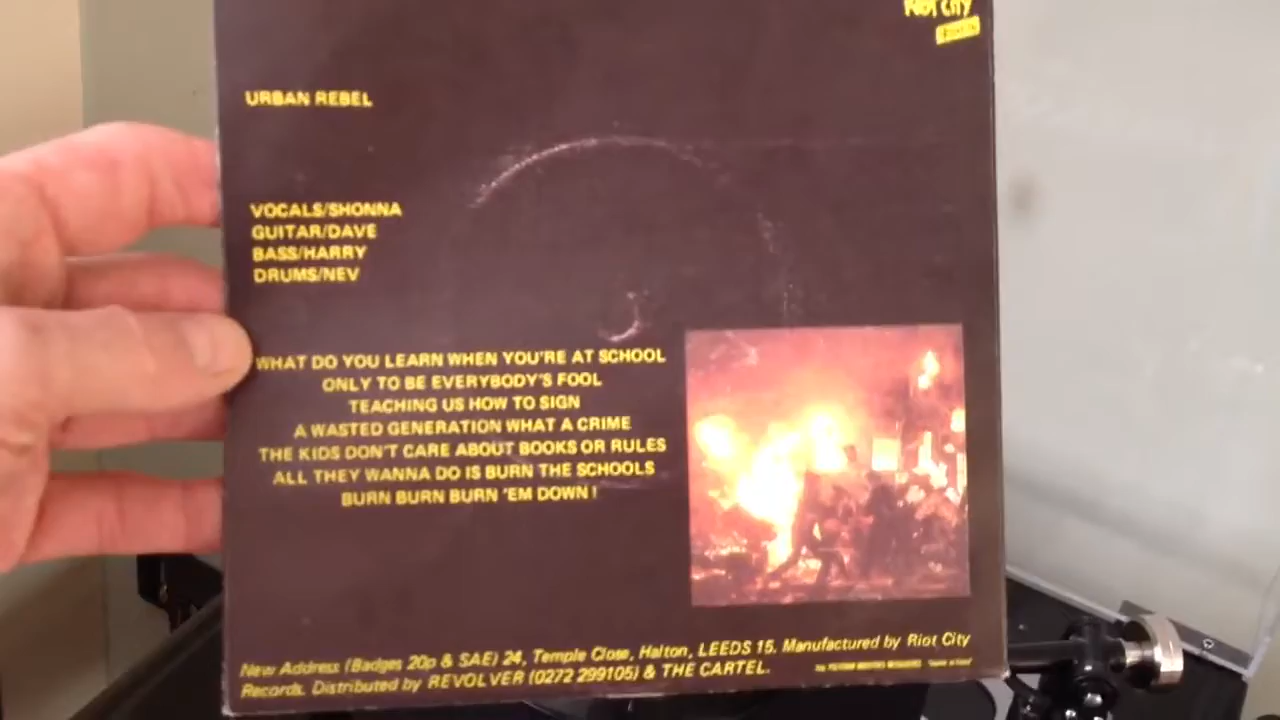 Riot City
URBAN REBEL
VOCALS/SHONNA
GUITAR/DAVE
BASS/HARRY
DRUMS/NEV
WHAT DO YOU LEARN WHEN YOU'RE AT SCHOOL
ONLY TO BE EVERYBODY'S FOOL
TEACHING US HOW TO SIGN
A WASTED GENERATION WHAT A CRIME
THE KIDS DON'T CARE ABOUT BOOKS OR RULES
ALL THEY WANNA DO IS BURN THE SCHOOLS
BURN BURN BURN 'EM DOWN !
New Address (Badges 20p & SAE) 24, Temple Close, Halton, LEEDS 15. Manufactured by Riot City
Records. Distributed by REVOLVER (0272 299105) & THE CARTEL.